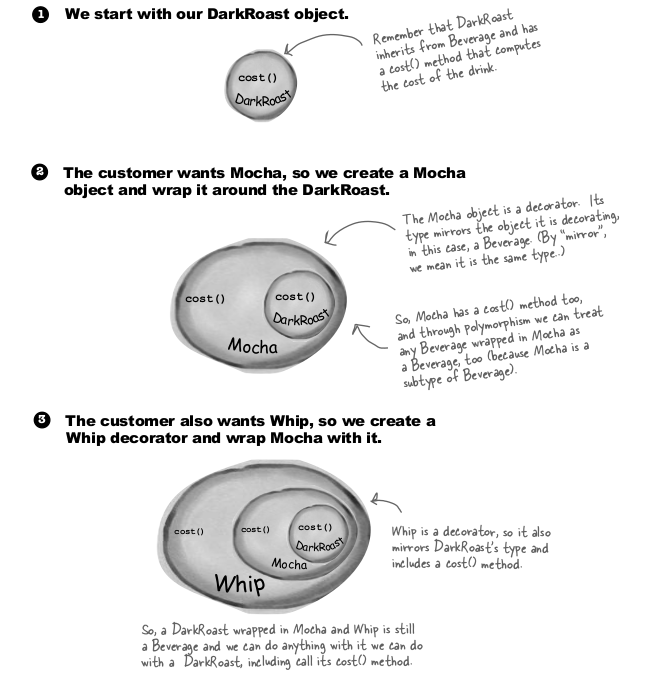 1 We start with our DarkRoast object.
Remember that DarkRoast
inherits from Beverage and has
a cost() method that computes
the cost of the drink.
cost()
DarkRoast
2 The customer wants Mocha, so we create a Mocha
object and wrap it around the DarkRoast.
The Mocha object is a decorator. Its
type mirrors the object it is decorating,
in this case, a Beverage. (By "mirror",
we mean it is the same type..)
cost()
cost()
DarkRoast
Mocha
So, Mocha has a cost() method too,
and through polymorphism we can treat
any Beverage wrapped in Mocha as
a Beverage, too (because Mocha is a
subtype of Beverage).
3 The customer also wants Whip, so we create a
Whip decorator and wrap Mocha with it.
cost()
cost()
cost()
DarkRoast
Mocha
Whip
Whip is a decorator, so it also
mirrors DarkRoast's type and
includes a cost() method.
So, a DarkRoast wrapped in Mocha and Whip is still
a Beverage and we can do anything with it we can do
with a DarkRoast, including call its cost() method.